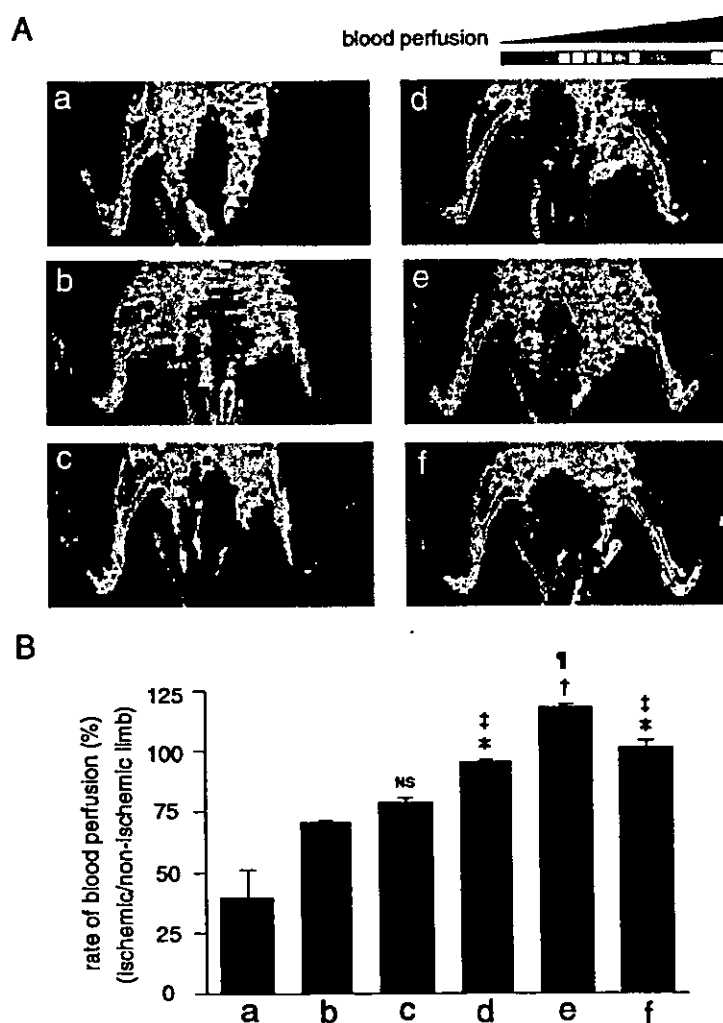 A
blood perfusion
a
d
b
e
c
f
B
rate of blood perfusion (%)
(Ischemic/non-Ischemic limb)
125
100
75
50
25
0
NS
‡
*
¶
†
‡
*
a b c d e f